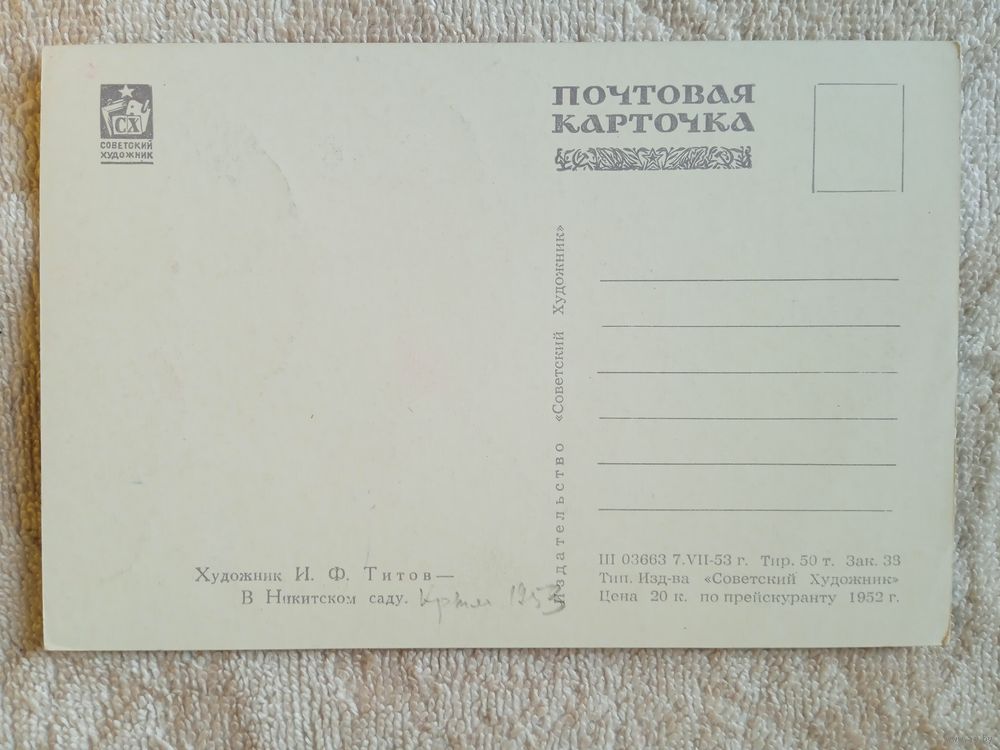 СХ
СОВЕТСКИЙ
ХУДОЖНИК
ПОЧТОВАЯ
КАРТОЧКА
Издательство «Советский Художник»
Художник И. Ф. Титов—
В Никитском саду. Крым 1953
Ш 03663 7.VII-53 г. Тир. 50 т. Зак. 33
Тип. Изд-ва «Советский Художник»
Цена 20 к. по прейскуранту 1952 г.